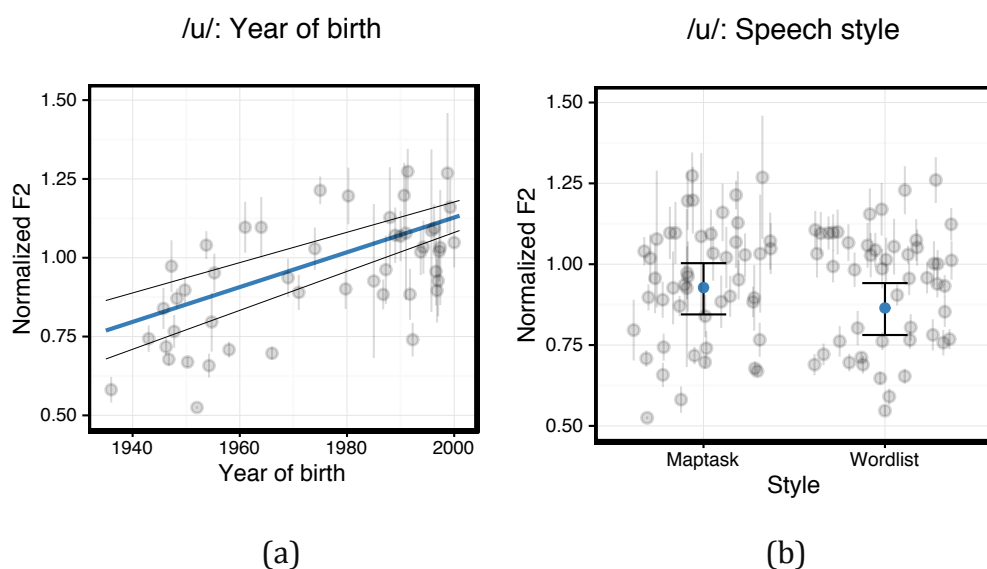 /u/: Year of birth
Normalized F2
1.50
1.25
1.00
0.75
0.50
1940 1960 1980 2000
Year of birth
(a)
/u/: Speech style
Normalized F2
1.50
1.25
1.00
0.75
0.50
Maptask Wordlist
Style
(b)